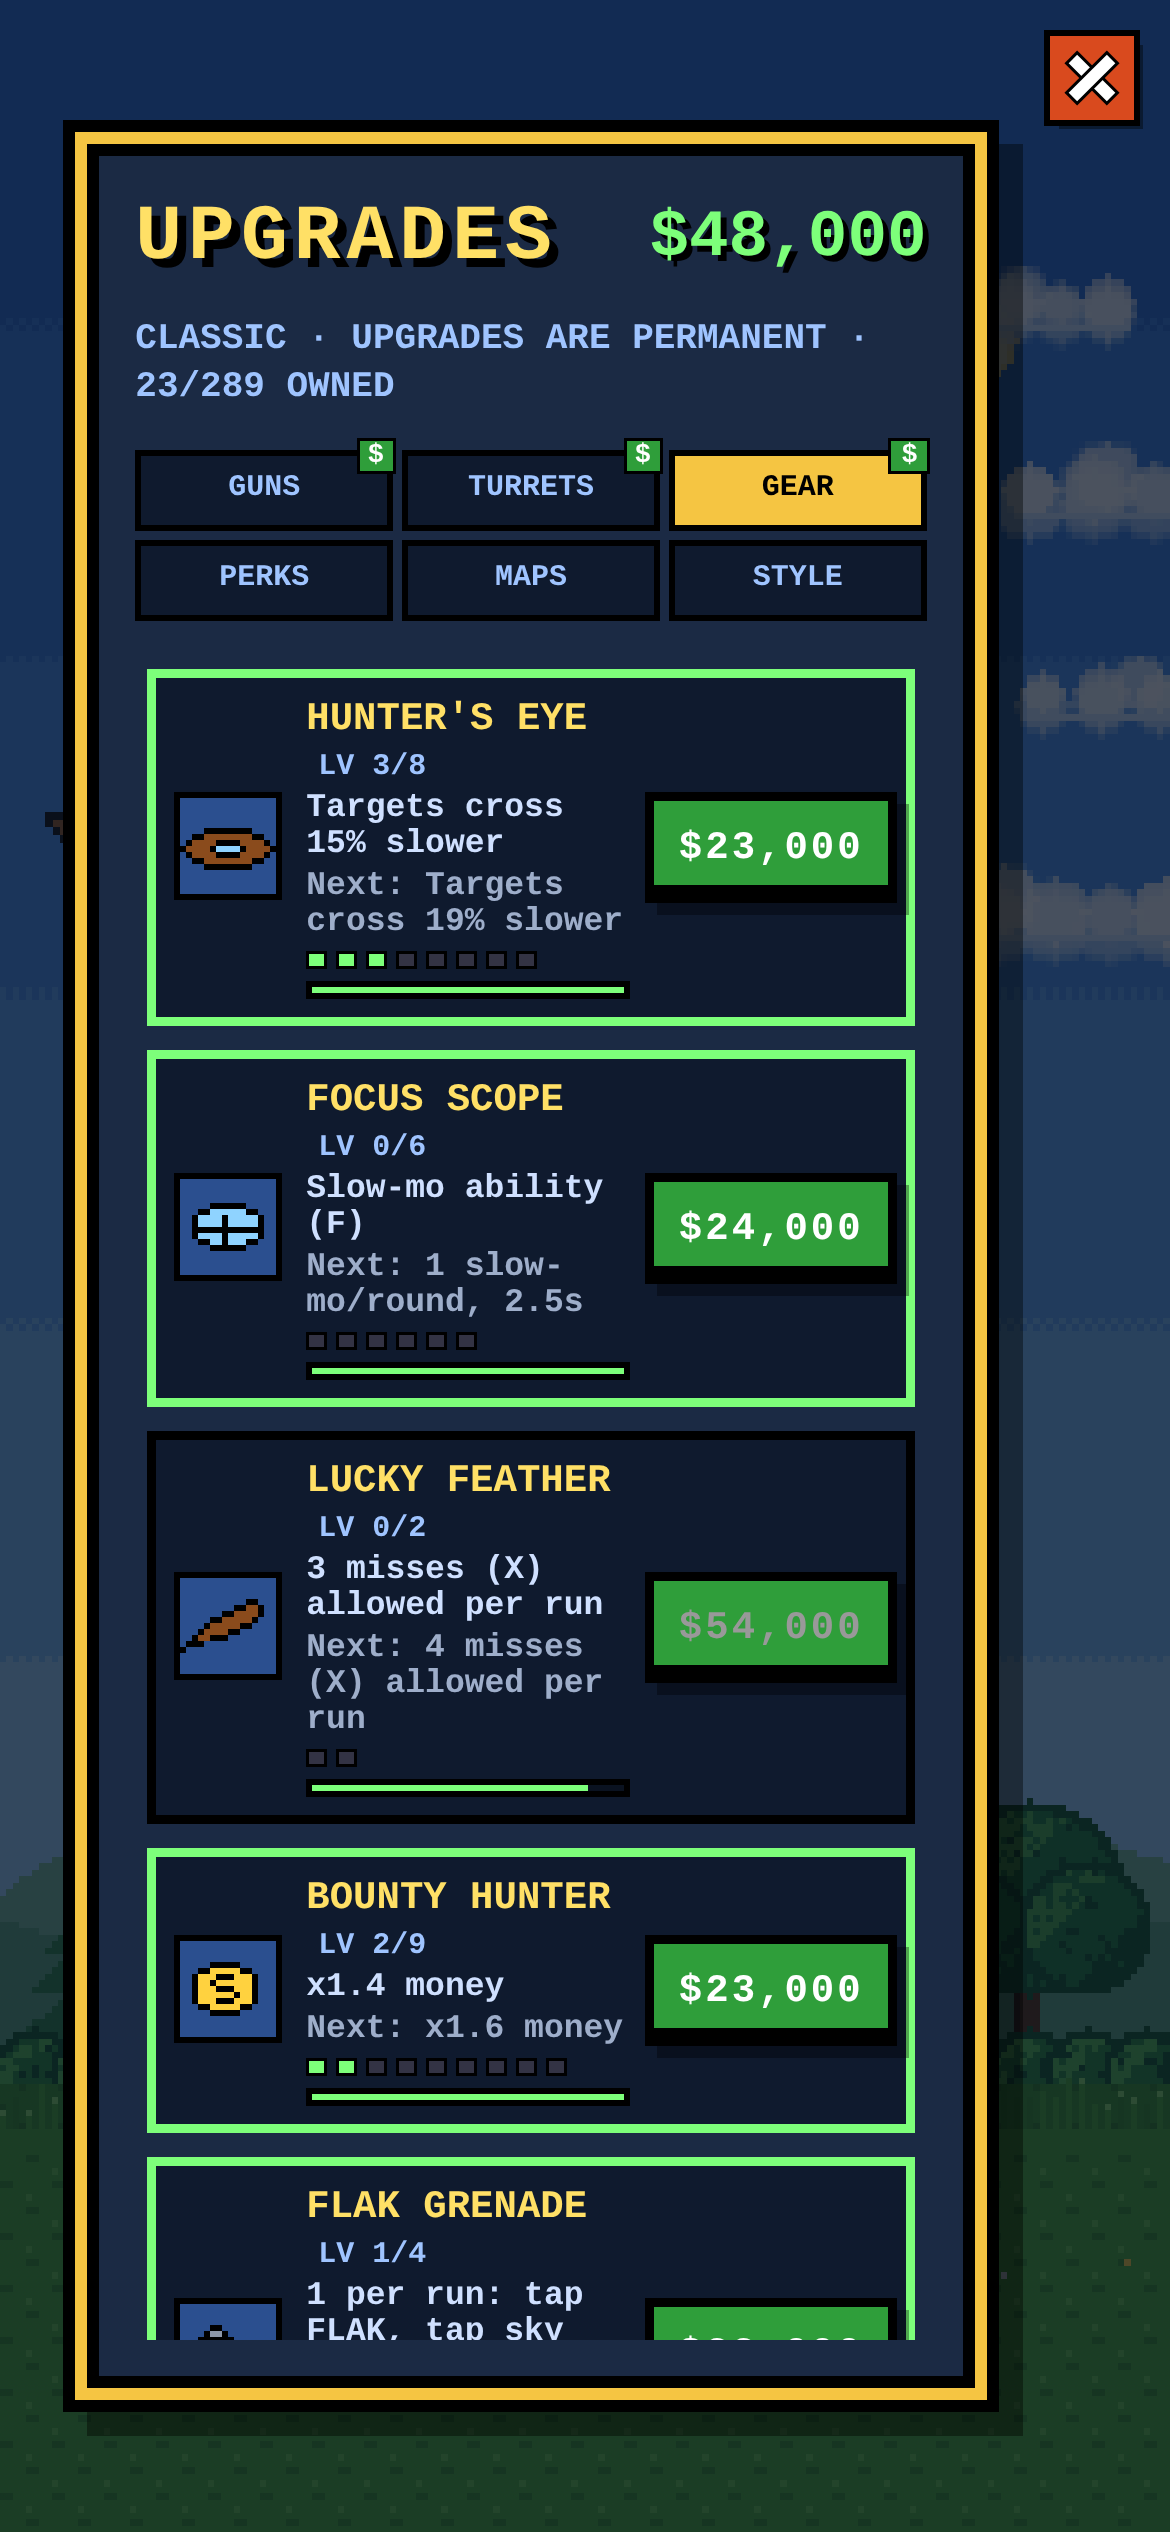 UPGRADES $48,000
CLASSIC · UPGRADES ARE PERMANENT ·
23/289 OWNED
$ $ $
GUNS TURRETS GEAR
PERKS MAPS STYLE
HUNTER'S EYE
LV 3/8
Targets cross
15% slower
$23,000
Next: Targets
cross 19% slower
FOCUS SCOPE
LV 0/6
Slow-mo ability
(F)
$24,000
Next: 1 slow-
mo/round, 2.5s
LUCKY FEATHER
LV 0/2
3 misses (X)
allowed per run
$54,000
Next: 4 misses
(X) allowed per
run
BOUNTY HUNTER
LV 2/9
x1.4 money
$23,000
Next: x1.6 money
FLAK GRENADE
LV 1/4
1 per run: tap
FLAK, tap sky